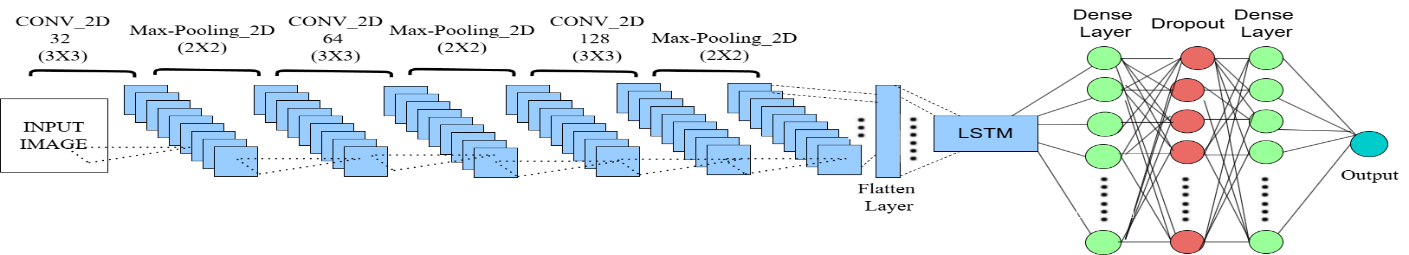 CONV_2D
32
(3X3)
Max-Pooling_2D
(2X2)
CONV_2D
64
(3X3)
Max-Pooling_2D
(2X2)
CONV_2D
128
(3X3)
Max-Pooling_2D
(2X2)
Dense
Layer
Dropout
Dense
Layer
INPUT
IMAGE
LSTM
Flatten
Layer
Output